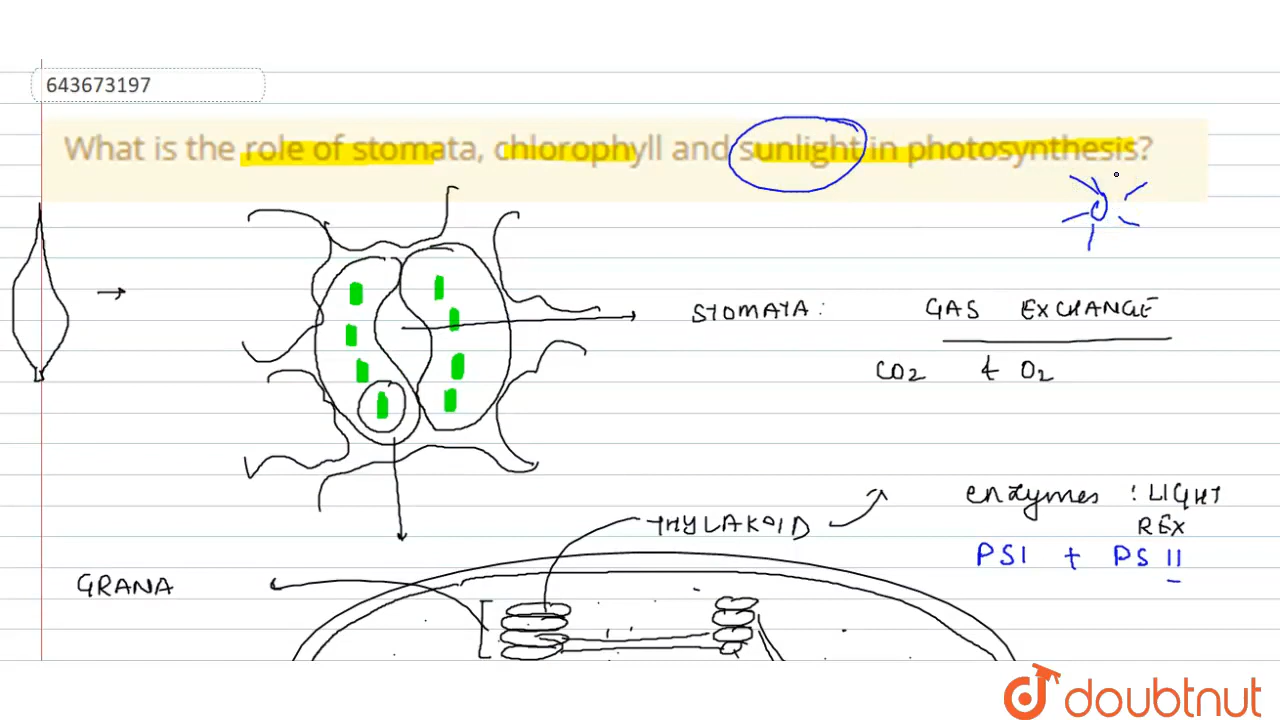 643673197
What is the role of stomata, chlorophyll and sunlight in photosynthesis?
STOMATA : GAS EXCHANGE
CO2 & O2
enzymes : LIGHT
REX
THYLAKOID
PSI + PS II
GRANA
doubtnut